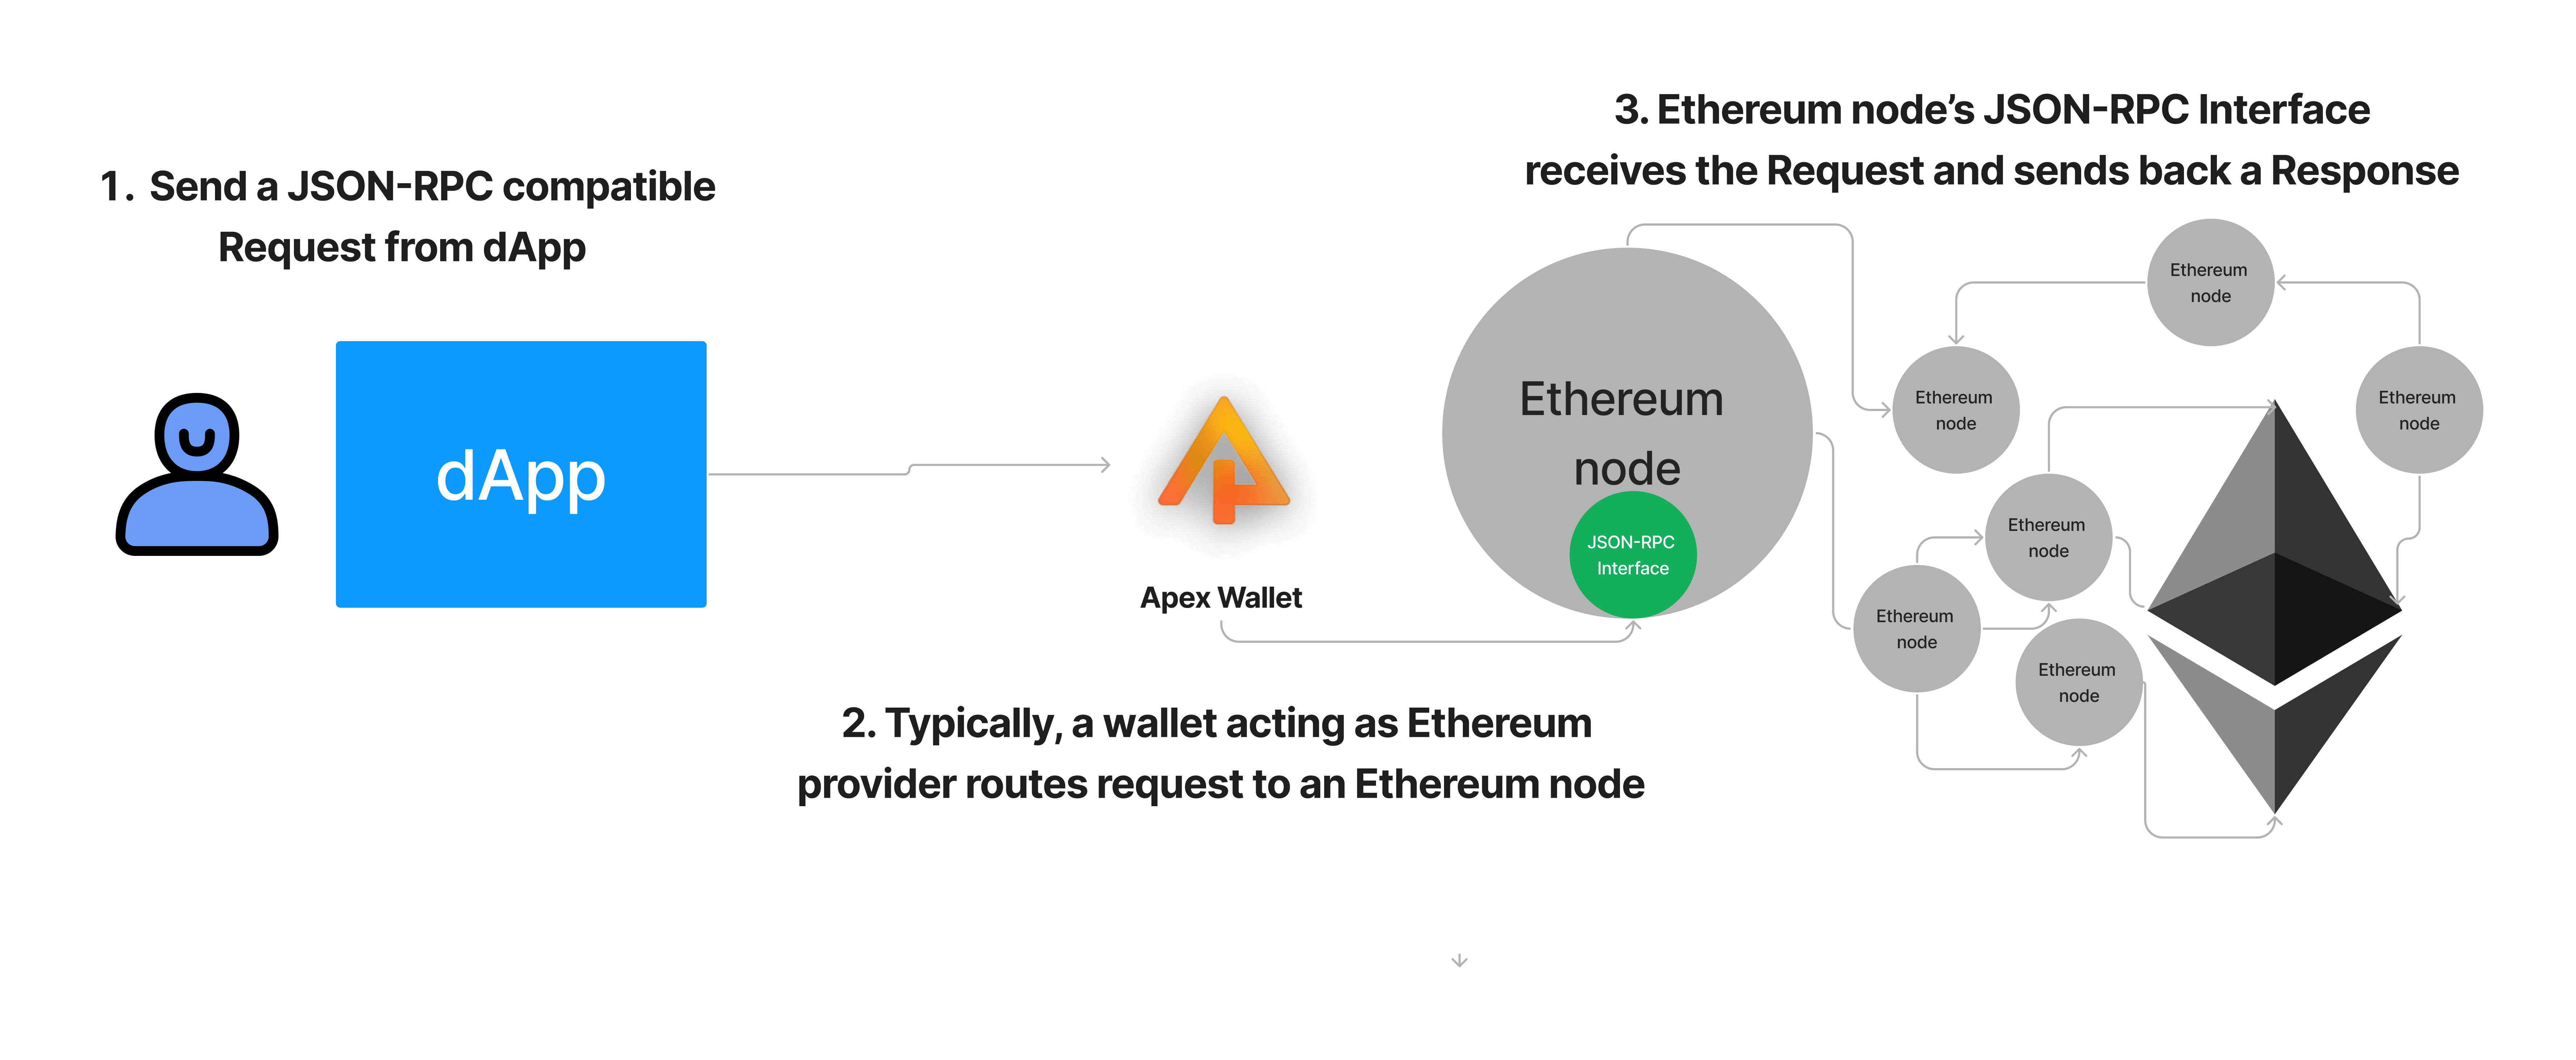 1. Send a JSON-RPC compatible
Request from dApp
dApp
Apex Wallet
2. Typically, a wallet acting as Ethereum
provider routes request to an Ethereum node
3. Ethereum node’s JSON-RPC Interface
receives the Request and sends back a Response
Ethereum
node
JSON-RPC
Interface
Ethereum
node
Ethereum
node
Ethereum
node
Ethereum
node
Ethereum
node
Ethereum
node